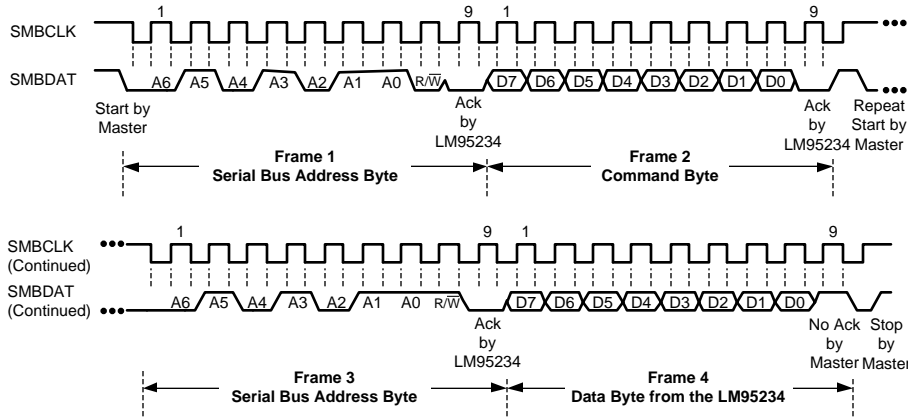 1 9 1 9
SMBCLK
SMBDAT
A6 A5 A4 A3 A2 A1 A0 R/W D7 D6 D5 D4 D3 D2 D1 D0
Start by
Master
Ack
by
LM95234
Ack
by
LM95234
Repeat
Start by
Master
Frame 1
Serial Bus Address Byte
Frame 2
Command Byte
1 9 1 9
SMBCLK
(Continued)
SMBDAT
(Continued)
A6 A5 A4 A3 A2 A1 A0 R/W D7 D6 D5 D4 D3 D2 D1 D0
Ack
by
LM95234
No Ack
by
Master
Stop
by
Master
Frame 3
Serial Bus Address Byte
Frame 4
Data Byte from the LM95234